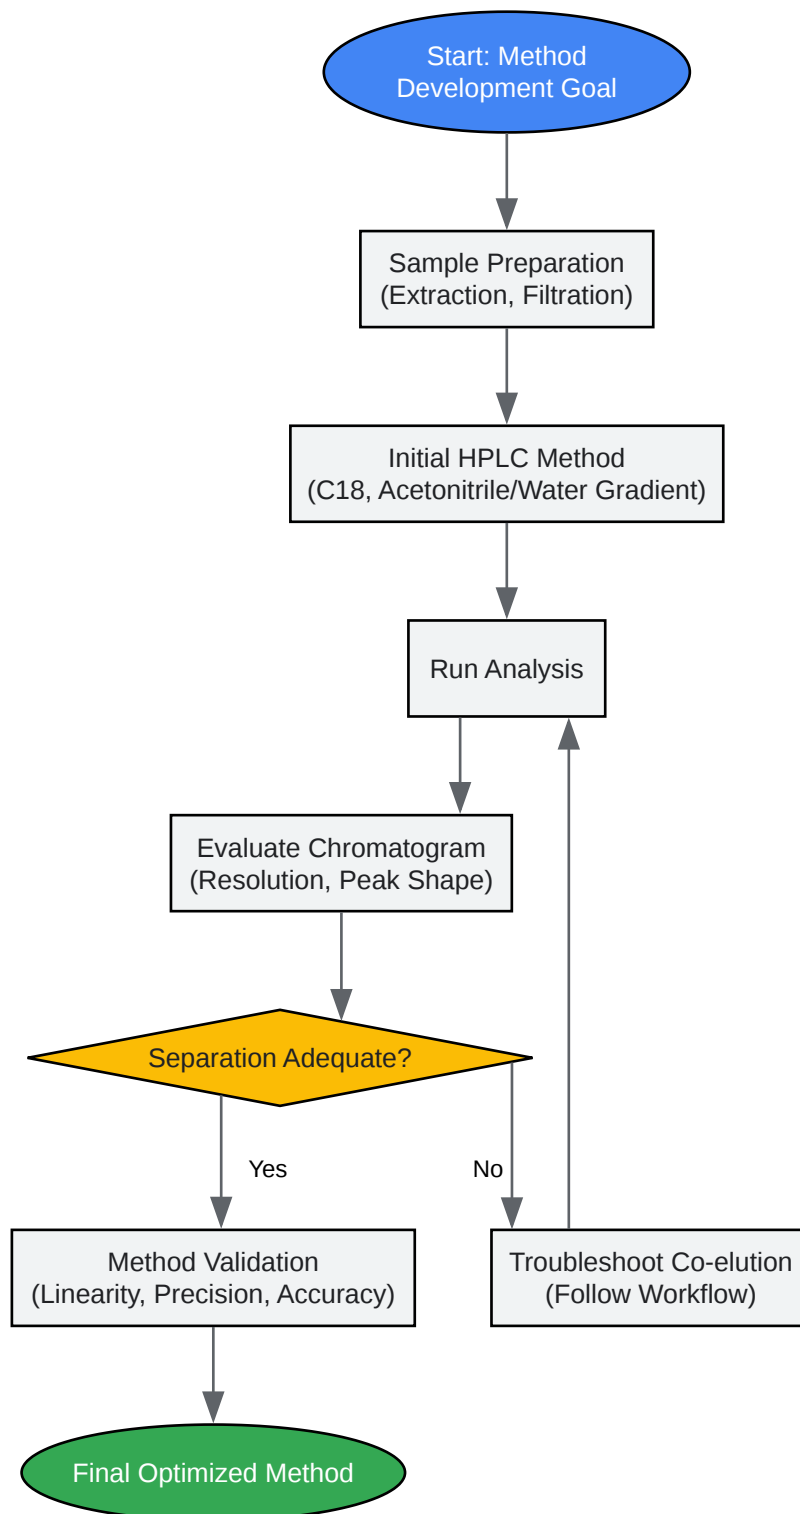 Start: Method
Development Goal
Sample Preparation
(Extraction, Filtration)
Initial HPLC Method
(C18, Acetonitrile/Water Gradient)
Run Analysis
Evaluate Chromatogram
(Resolution, Peak Shape)
Separation Adequate?
Yes
No
Method Validation
(Linearity, Precision, Accuracy)
Troubleshoot Co-elution
(Follow Workflow)
Final Optimized Method